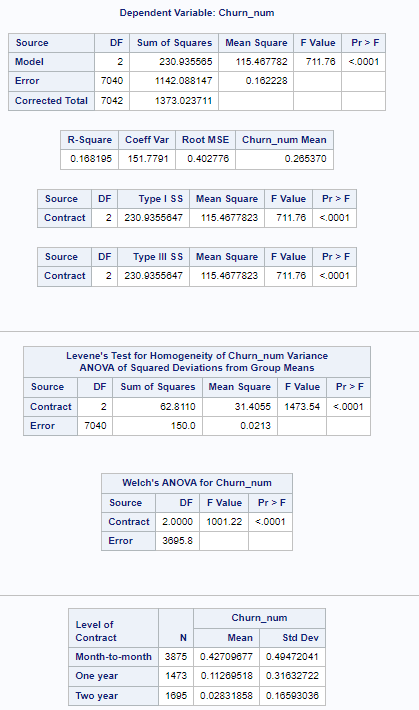 Dependent Variable: Churn_num
Source DF Sum of Squares Mean Square F Value Pr > F
Model 2 230.935565 115.467782 711.76 <.0001
Error 7040 1142.088147 0.162228
Corrected Total 7042 1373.023711
R-Square Coeff Var Root MSE Churn_num Mean
0.168195 151.7791 0.402776 0.265370
Source DF Type I SS Mean Square F Value Pr > F
Contract 2 230.9355647 115.4677823 711.76 <.0001
Source DF Type III SS Mean Square F Value Pr > F
Contract 2 230.9355647 115.4677823 711.76 <.0001
Levene's Test for Homogeneity of Churn_num Variance
ANOVA of Squared Deviations from Group Means
Source DF Sum of Squares Mean Square F Value Pr > F
Contract 2 62.8110 31.4055 1473.54 <.0001
Error 7040 150.0 0.0213
Welch's ANOVA for Churn_num
Source DF F Value Pr > F
Contract 2.0000 1001.22 <.0001
Error 3695.8
Level of
Contract N Churn_num
Mean Std Dev
Month-to-month 3875 0.42709677 0.49472041
One year 1473 0.11269518 0.31632722
Two year 1695 0.02831858 0.16593036